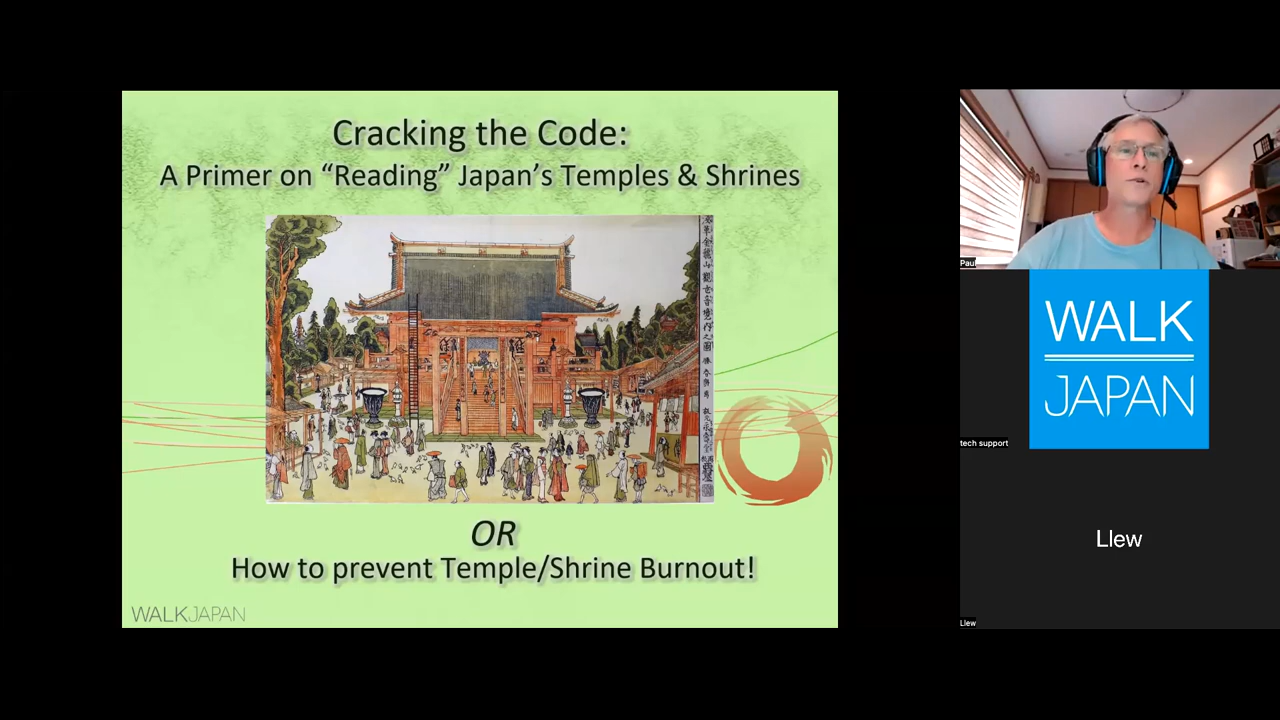 Cracking the Code:
A Primer on “Reading” Japan’s Temples & Shrines
OR
How to prevent Temple/Shrine Burnout!
WALKJAPAN
Paul
WALK
JAPAN
tech support
Llew
Llew